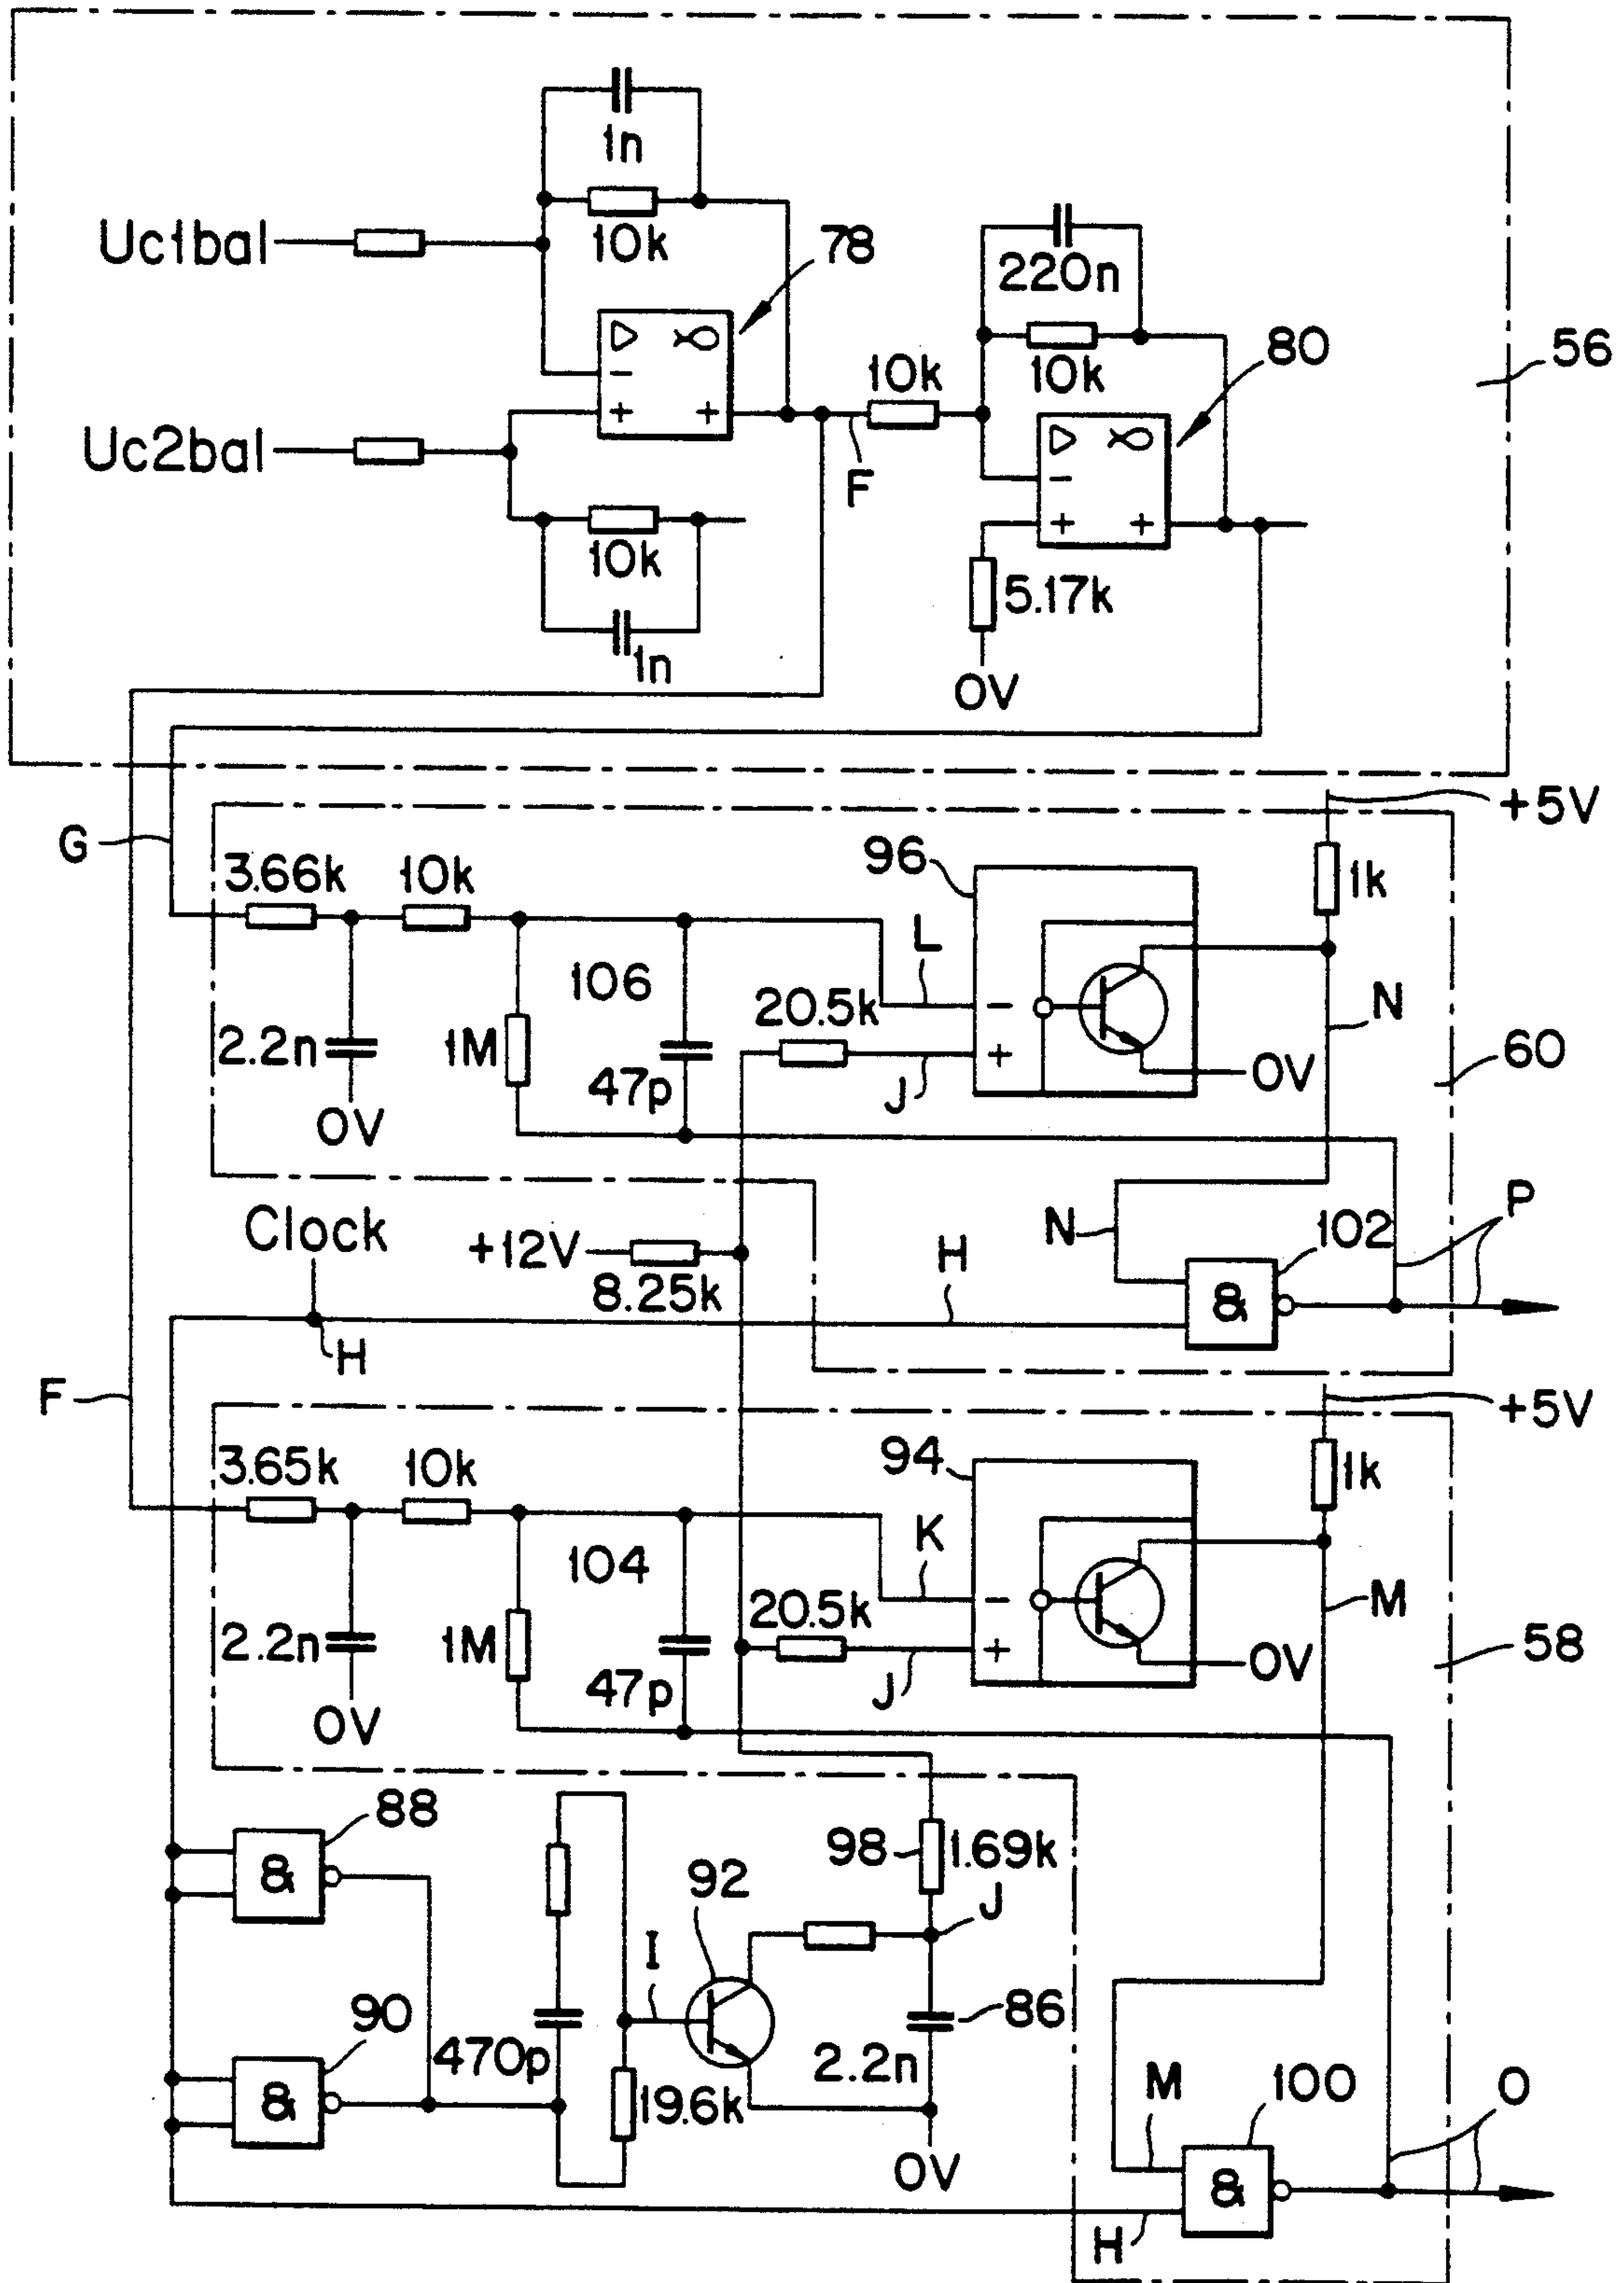 1n
10k
Uc1bal
78
▷ ∞
−
+ +
Uc2bal
10k
1n
F
10k
220n
10k
80
▷ ∞
−
+ +
5.17k
0V
56
G
+5V
3.66k
10k
96
1k
106
L
2.2n
1M
47p
20.5k
−
+
J
N
0V
0V
60
Clock
+12V
8.25k
H
H
N
102
&
P
F
+5V
3.65k
10k
94
1k
104
K
2.2n
1M
47p
20.5k
−
+
J
M
0V
0V
58
88
&
98
1.69k
92
J
I
90
&
470p
19.6k
86
2.2n
0V
M
100
&
O
H